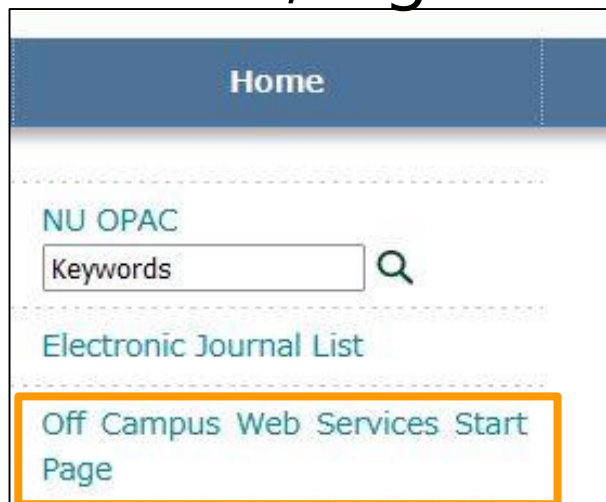 Home
NU OPAC
Keywords
Electronic Journal List
Off Campus Web Services Start
Page